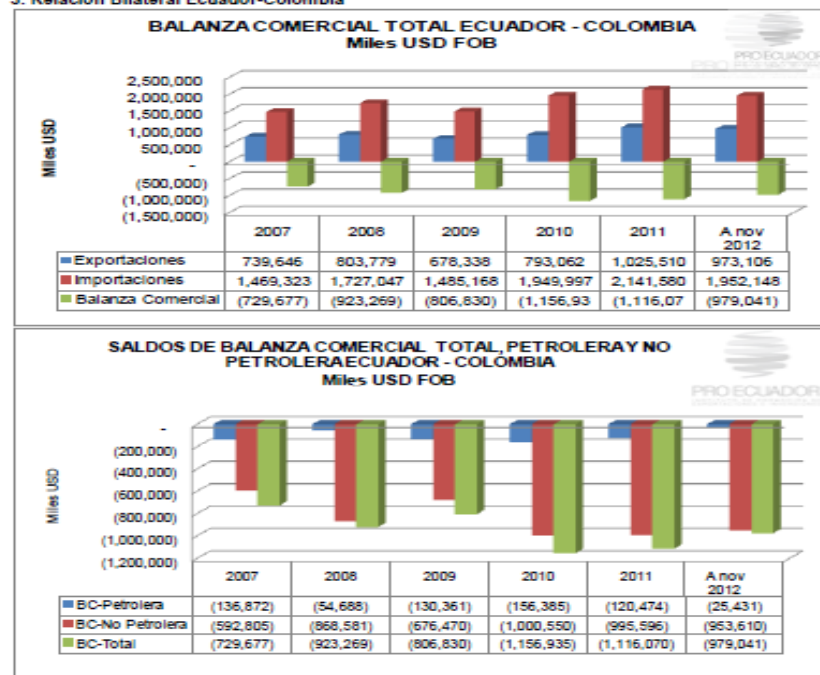 3. Relación Bilateral Ecuador-Colombia
BALANZA COMERCIAL TOTAL ECUADOR - COLOMBIA
Miles USD FOB
PRO ECUADOR
Miles USD
2,500,000
2,000,000
1,500,000
1,000,000
500,000
-
(500,000)
(1,000,000)
(1,500,000)
2007 2008 2009 2010 2011 A nov 2012
Exportaciones 739,646 803,779 678,338 793,062 1,025,510 973,106
Importaciones 1,469,323 1,727,047 1,485,168 1,949,997 2,141,580 1,952,148
Balanza Comercial (729,677) (923,269) (806,830) (1,156,93 (1,116,07 (979,041)
SALDOS DE BALANZA COMERCIAL TOTAL, PETROLERA Y NO
PETROLERA ECUADOR - COLOMBIA
Miles USD FOB
PRO ECUADOR
Miles USD
-
(200,000)
(400,000)
(600,000)
(800,000)
(1,000,000)
(1,200,000)
2007 2008 2009 2010 2011 A nov 2012
BC-Petrolera (136,872) (54,688) (130,361) (156,385) (120,474) (25,431)
BC-No Petrolera (592,805) (868,581) (676,470) (1,000,550) (995,596) (953,610)
BC-Total (729,677) (923,269) (806,830) (1,156,935) (1,116,070) (979,041)